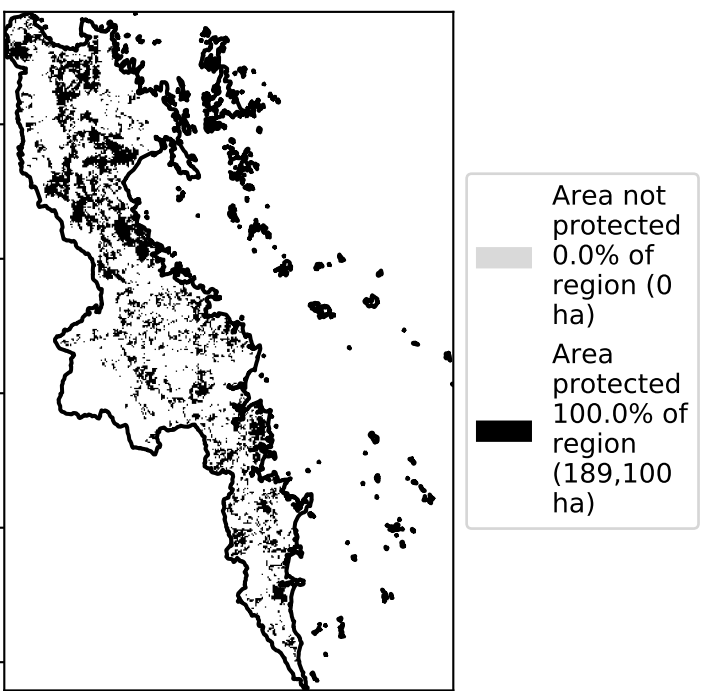 Area not
protected
0.0% of
region (0
ha)
Area
protected
100.0% of
region
(189,100
ha)